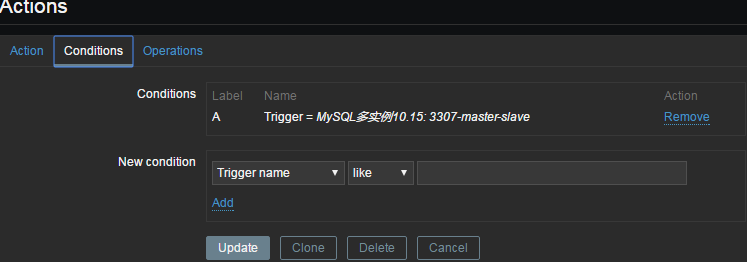 Actions
Action Conditions Operations
Conditions Label Name Action
A Trigger = MySQL多实例10.15: 3307-master-slave Remove
New condition Trigger name like
Add
Update Clone Delete Cancel